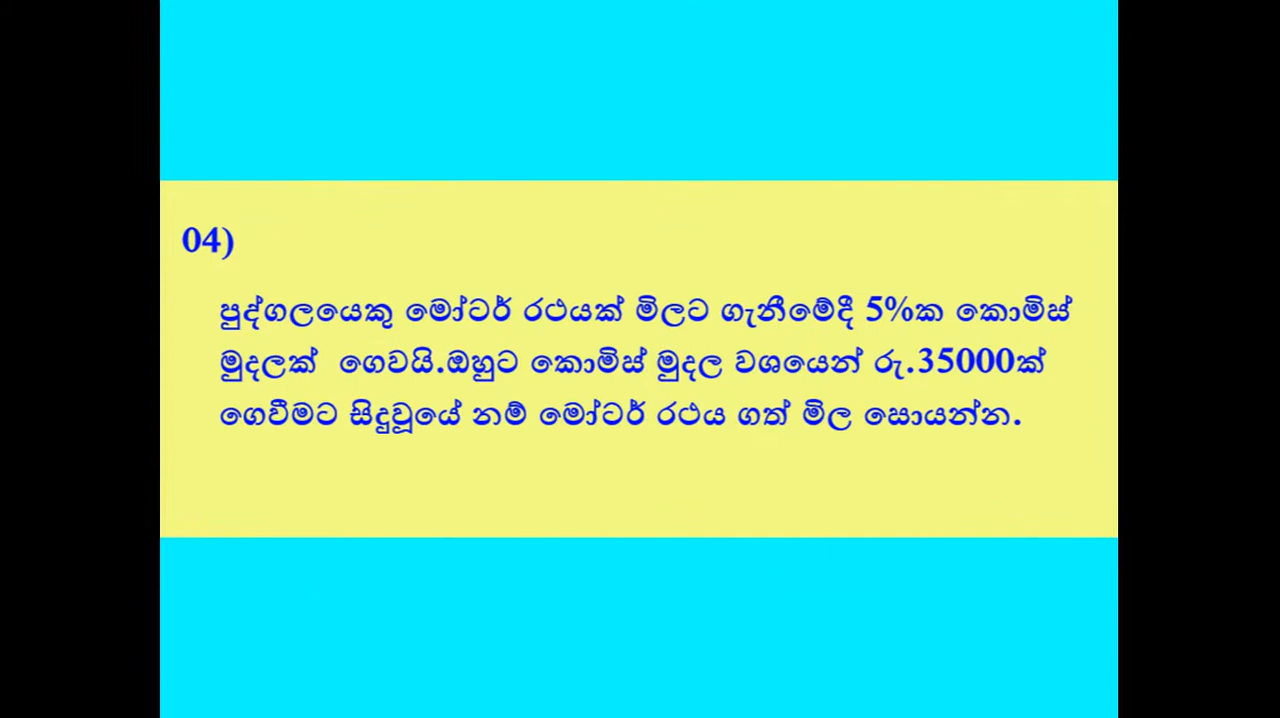 04)
පුද්ගලයෙකු මෝටර් රථයක් මිලට ගැනීමේදී 5%ක කොමිස්
මුදලක්  ගෙවයි.ඔහුට කොමිස් මුදල වශයෙන් රු.35000ක්
ගෙවීමට සිදුවූයේ නම් මෝටර් රථය ගත් මිල සොයන්න.